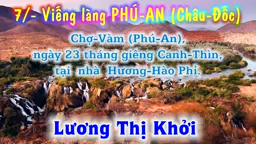 7/- Viếng làng PHÚ-AN (Châu-Đốc)
Chợ-Vàm (Phú-An),
ngày 23 tháng giêng Canh-Thìn,
tại nhà Hương-Hào Phi.
Lương Thị Khởi